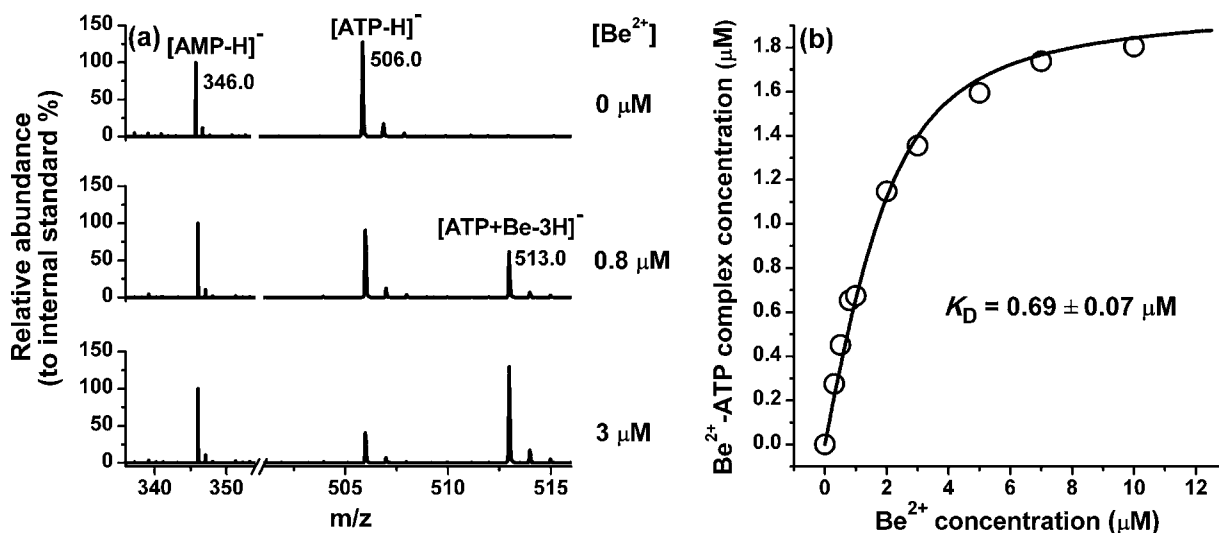 (a)
[AMP-H]⁻
346.0
[ATP-H]⁻
506.0
[Be²⁺]
0 μM
150
100
50
0
[ATP+Be-3H]⁻
513.0
0.8 μM
150
100
50
0
3 μM
150
100
50
0
340 350 505 510 515
m/z
Relative abundance
(to internal standard %)
(b)
K_D = 0.69 ± 0.07 μM
1.8
1.6
1.4
1.2
1.0
0.8
0.6
0.4
0.2
0.0
0 2 4 6 8 10 12
Be²⁺ concentration (μM)
Be²⁺-ATP complex concentration (μM)